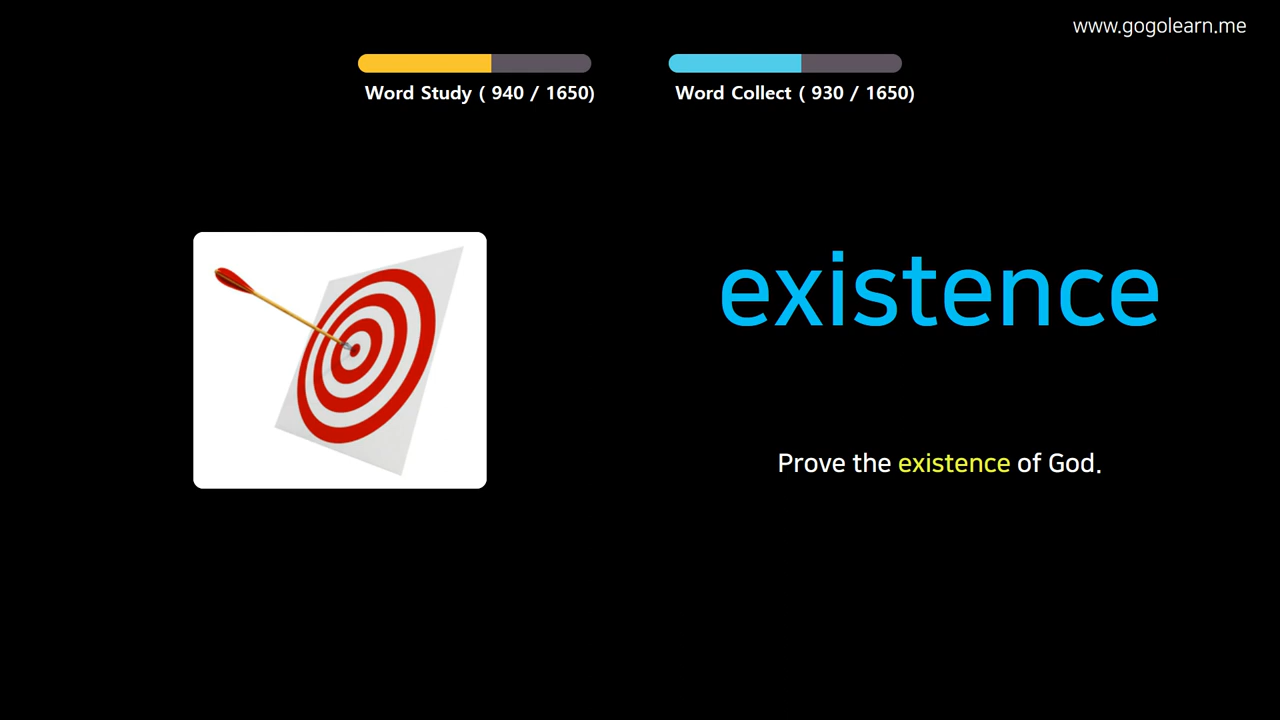 www.gogolearn.me
Word Study ( 940 / 1650)
Word Collect ( 930 / 1650)
existence
Prove the existence of God.